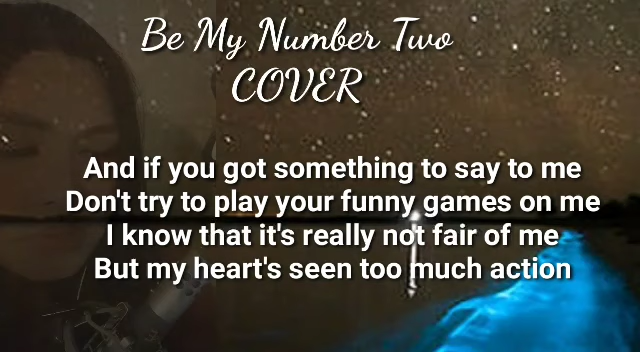 Be My Number Two
COVER
And if you got something to say to me
Don't try to play your funny games on me
I know that it's really not fair of me
But my heart's seen too much action